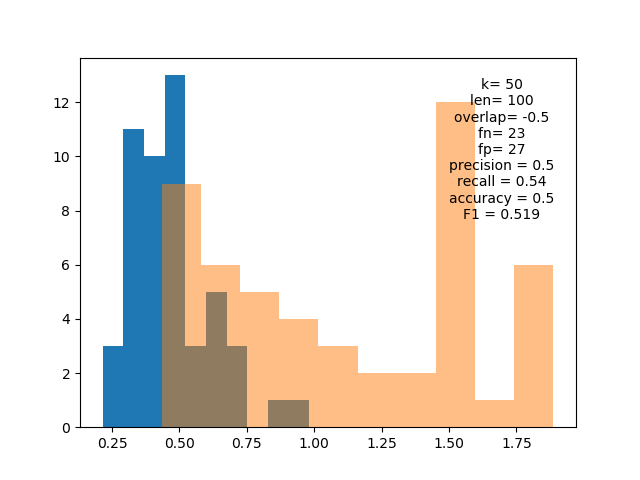 k= 50
len= 100
overlap= -0.5
fn= 23
fp= 27
precision = 0.5
recall = 0.54
accuracy = 0.5
F1 = 0.519
12
10
8
6
4
2
0
0.25 0.50 0.75 1.00 1.25 1.50 1.75